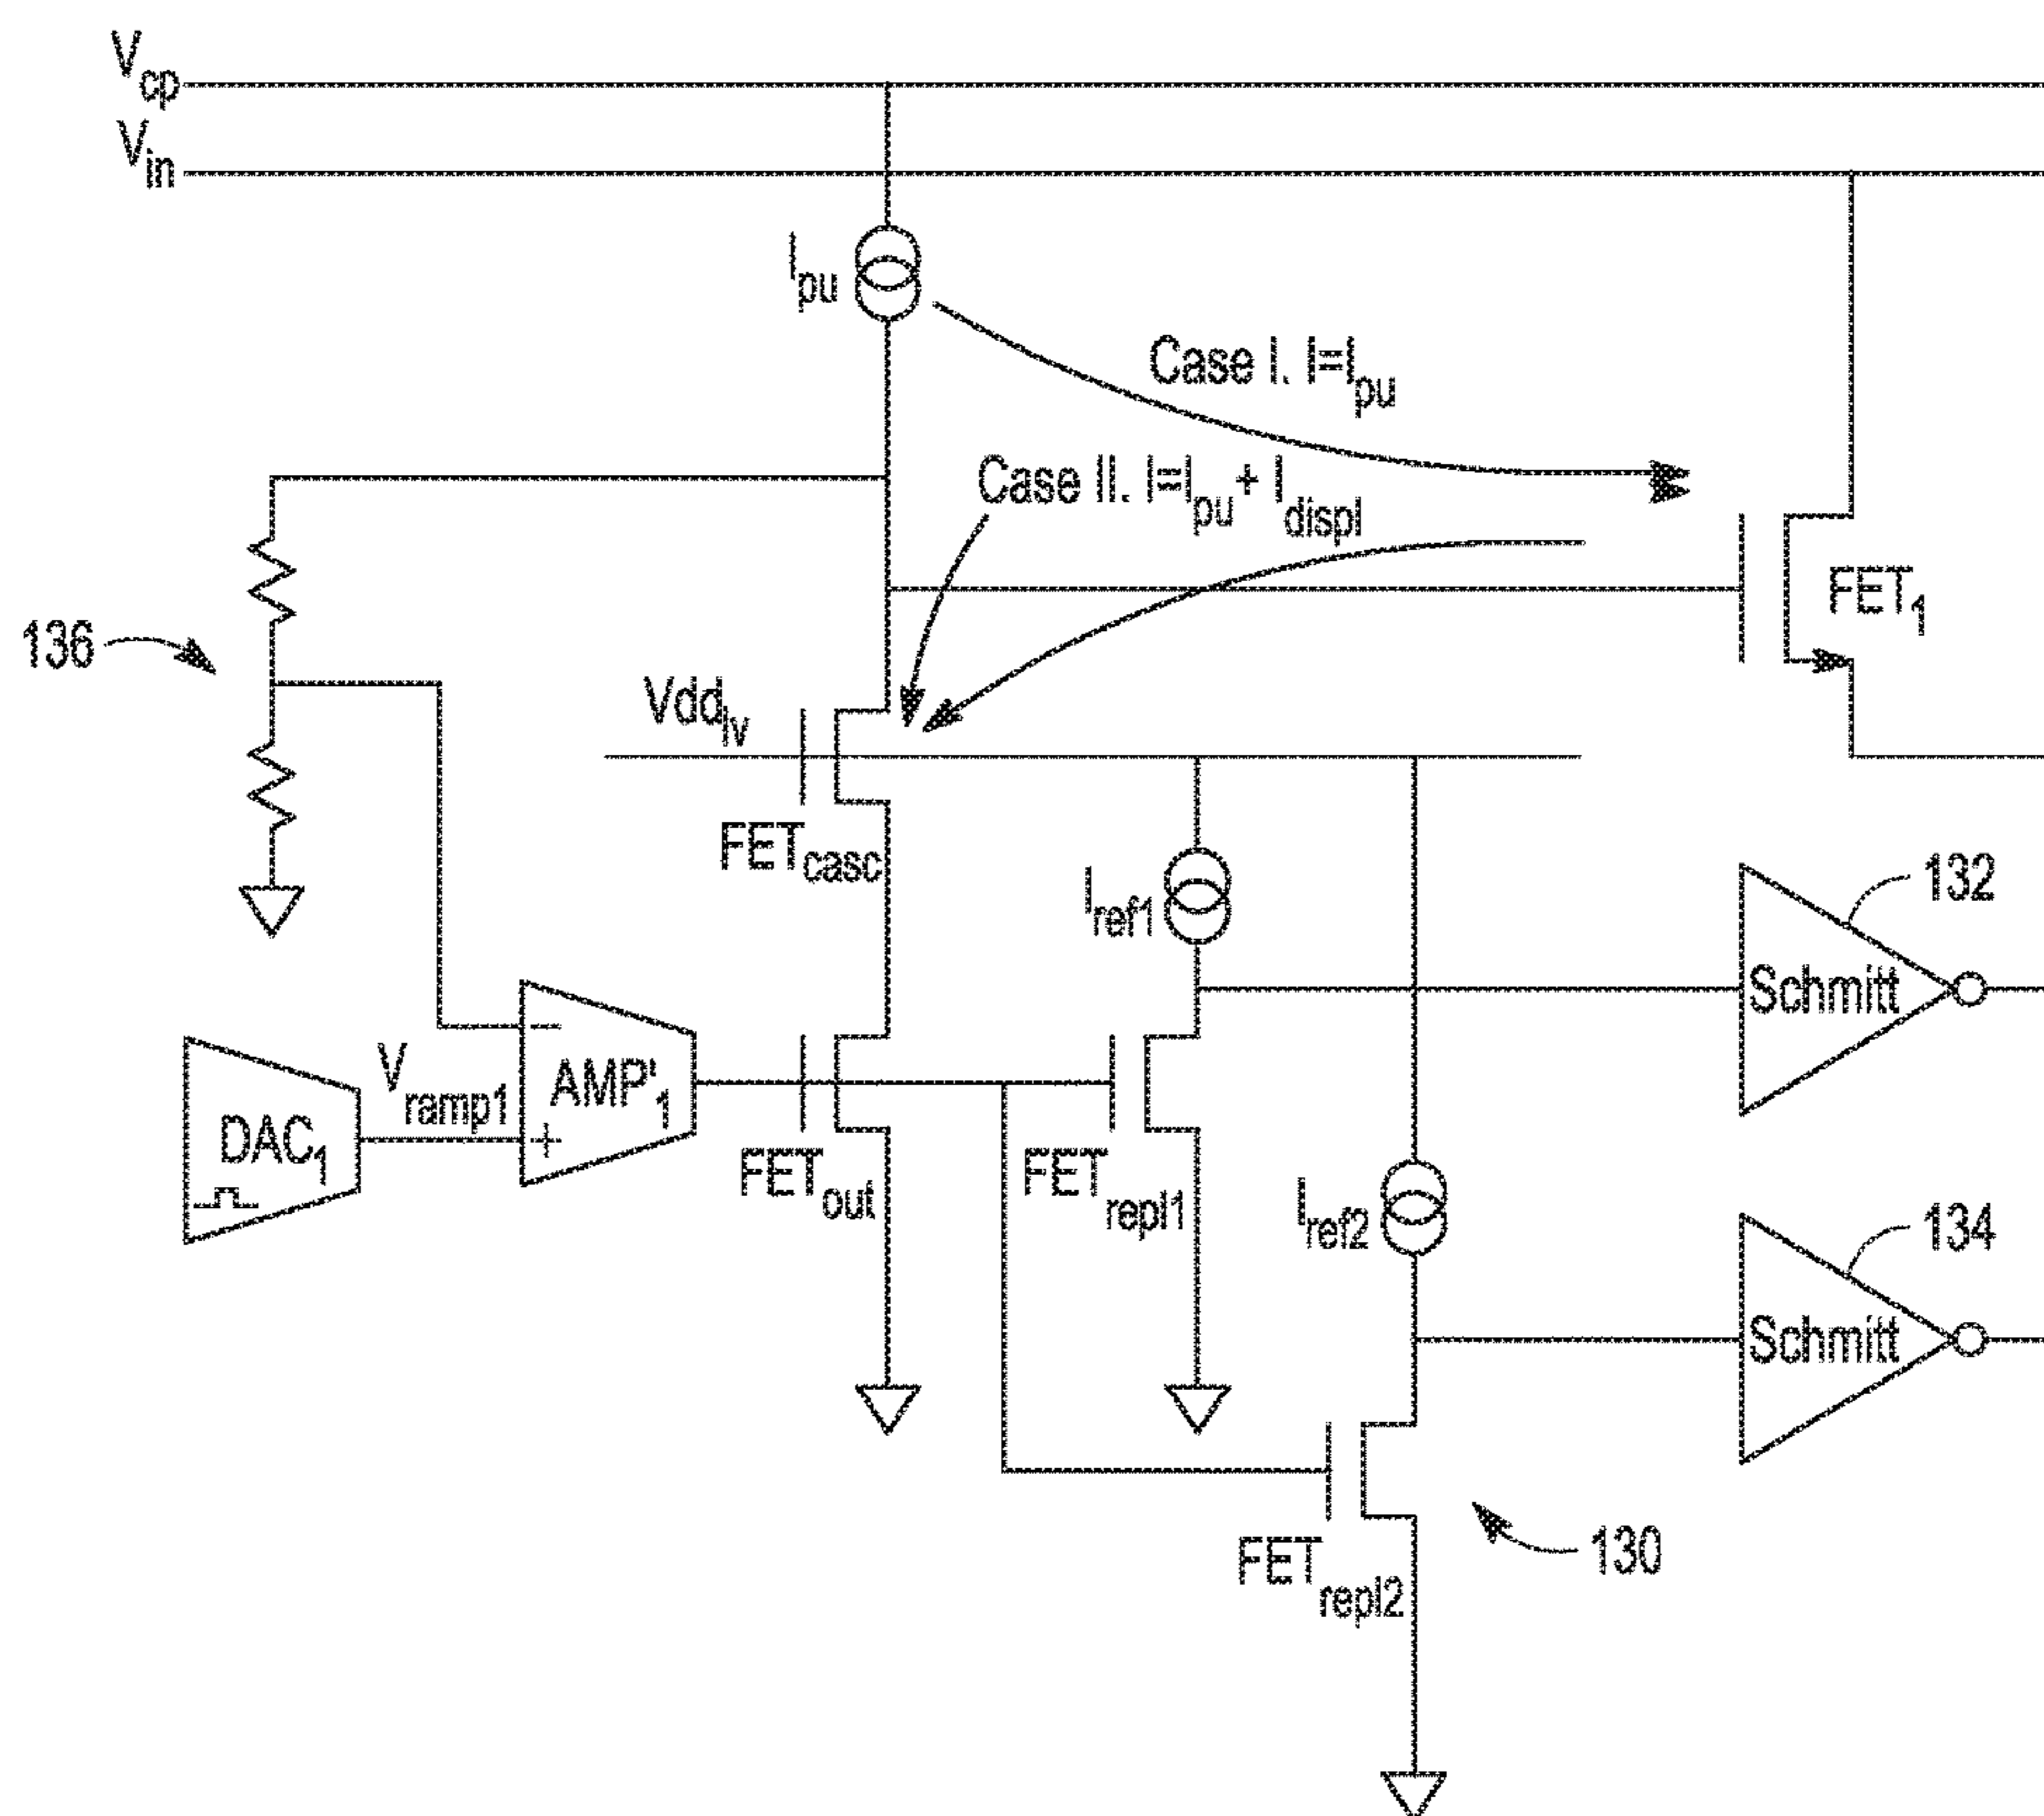 Vcp
Vin
Ipu
Case I. I=Ipu
Case II. I=Ipu+ Idispl
FET1
136
Vddlv
FETcasc
Iref1
132
Schmitt
Vramp1
AMP'1
DAC1
FETout
FETrepl1
Iref2
134
Schmitt
FETrepl2
130